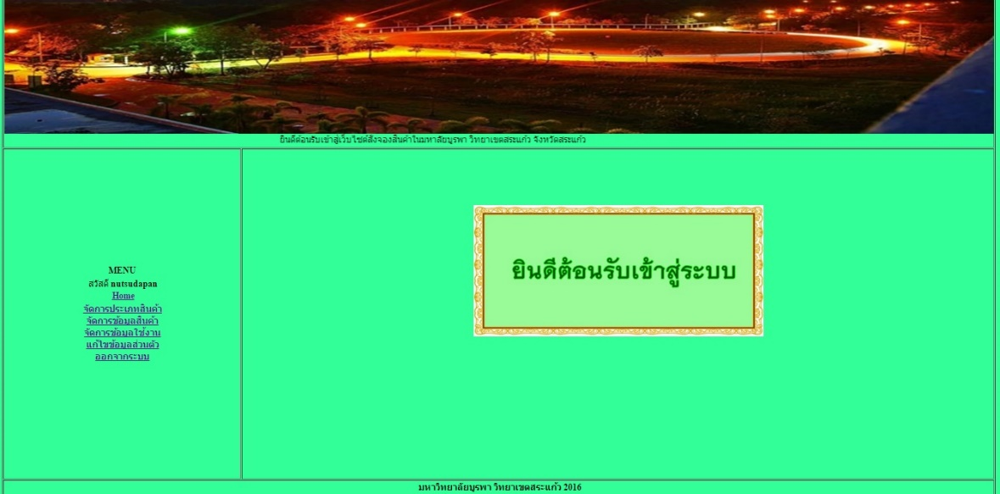 ยินดีต้อนรับเข้าสู่เว็บไซต์สั่งจองสินค้าในมหาลัยบูรพา วิทยาเขตสระแก้ว จังหวัดสระแก้ว
MENU
สวัสดี nutsudapan
Home
จัดการประเภทสินค้า
จัดการข้อมูลสินค้า
จัดการข้อมูลใช้งาน
แก้ไขข้อมูลส่วนตัว
ออกจากระบบ
ยินดีต้อนรับเข้าสู่ระบบ
มหาวิทยาลัยบูรพา วิทยาเขตสระแก้ว 2016